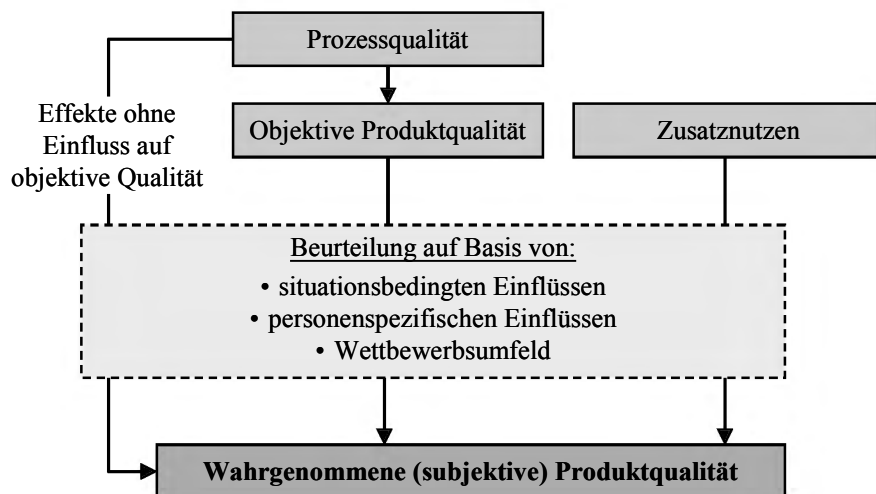 Prozessqualität
Effekte ohne
Einfluss auf
objektive Qualität
Objektive Produktqualität
Zusatznutzen
Beurteilung auf Basis von:
• situationsbedingten Einflüssen
• personenspezifischen Einflüssen
• Wettbewerbsumfeld
Wahrgenommene (subjektive) Produktqualität